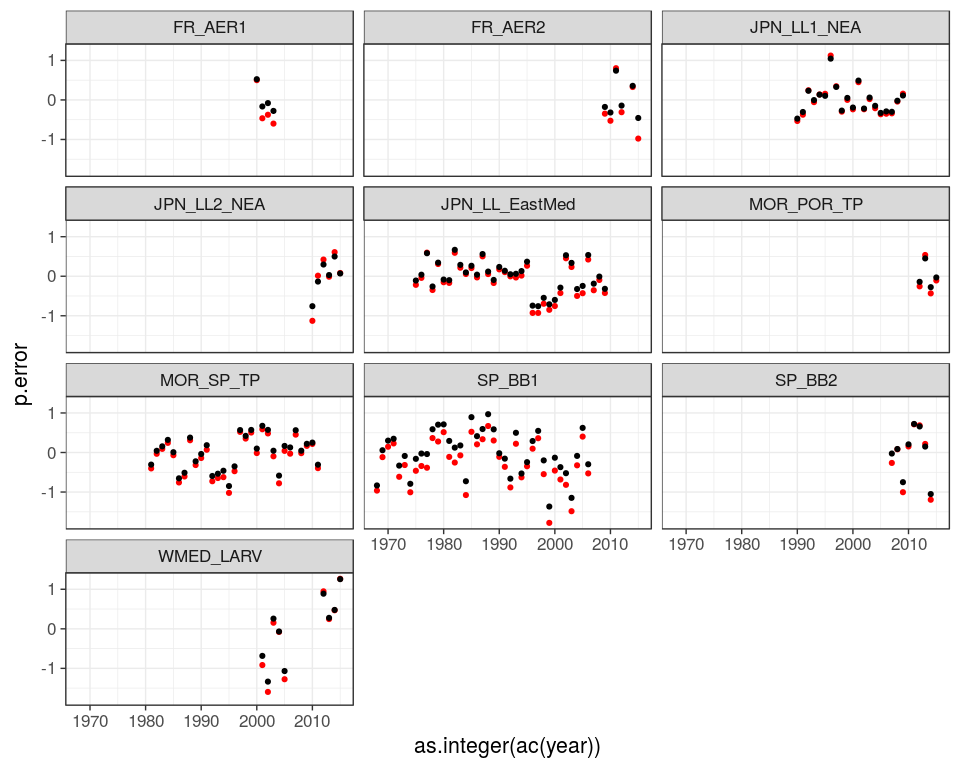 FR_AER1 FR_AER2 JPN_LL1_NEA
1
0
-1
JPN_LL2_NEA JPN_LL_EastMed MOR_POR_TP
1
0
-1
p.error
MOR_SP_TP SP_BB1 SP_BB2
1
0
-1
1970 1980 1990 2000 2010 1970 1980 1990 2000 2010
WMED_LARV
1
0
-1
1970 1980 1990 2000 2010
as.integer(ac(year))